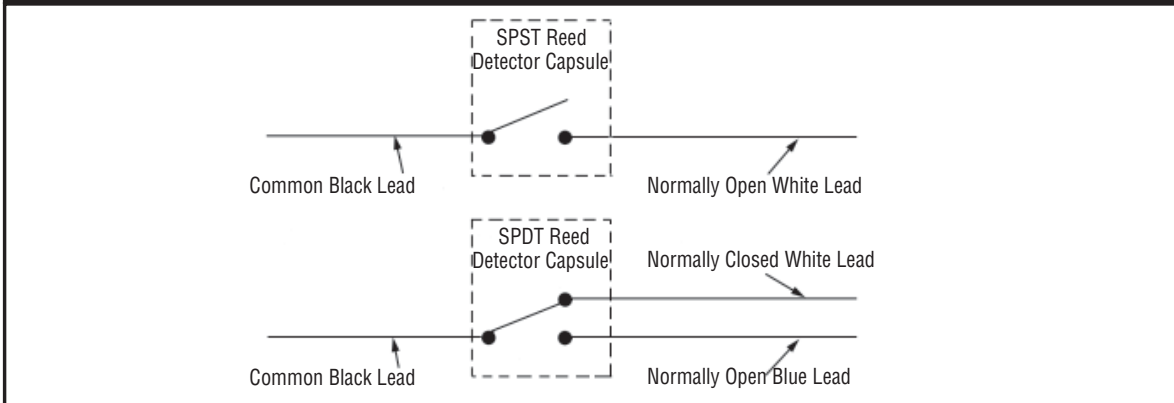 SPST Reed
Detector Capsule
Common Black Lead
Normally Open White Lead
SPDT Reed
Detector Capsule
Normally Closed White Lead
Common Black Lead
Normally Open Blue Lead